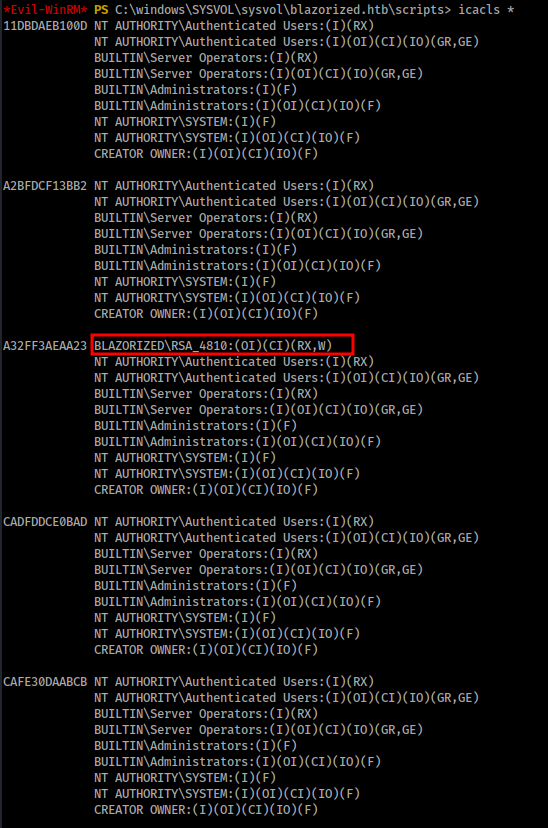 *Evil-WinRM* PS C:\windows\SYSVOL\sysvol\blazorized.htb\scripts> icacls *
11DBDAEB100D NT AUTHORITY\Authenticated Users:(I)(RX)
NT AUTHORITY\Authenticated Users:(I)(OI)(CI)(IO)(GR,GE)
BUILTIN\Server Operators:(I)(RX)
BUILTIN\Server Operators:(I)(OI)(CI)(IO)(GR,GE)
BUILTIN\Administrators:(I)(F)
BUILTIN\Administrators:(I)(OI)(CI)(IO)(F)
NT AUTHORITY\SYSTEM:(I)(F)
NT AUTHORITY\SYSTEM:(I)(OI)(CI)(IO)(F)
CREATOR OWNER:(I)(OI)(CI)(IO)(F)
A2BFDCF13BB2 NT AUTHORITY\Authenticated Users:(I)(RX)
NT AUTHORITY\Authenticated Users:(I)(OI)(CI)(IO)(GR,GE)
BUILTIN\Server Operators:(I)(RX)
BUILTIN\Server Operators:(I)(OI)(CI)(IO)(GR,GE)
BUILTIN\Administrators:(I)(F)
BUILTIN\Administrators:(I)(OI)(CI)(IO)(F)
NT AUTHORITY\SYSTEM:(I)(F)
NT AUTHORITY\SYSTEM:(I)(OI)(CI)(IO)(F)
CREATOR OWNER:(I)(OI)(CI)(IO)(F)
A32FF3AEAA23 BLAZORIZED\RSA_4810:(OI)(CI)(RX,W)
NT AUTHORITY\Authenticated Users:(I)(RX)
NT AUTHORITY\Authenticated Users:(I)(OI)(CI)(IO)(GR,GE)
BUILTIN\Server Operators:(I)(RX)
BUILTIN\Server Operators:(I)(OI)(CI)(IO)(GR,GE)
BUILTIN\Administrators:(I)(F)
BUILTIN\Administrators:(I)(OI)(CI)(IO)(F)
NT AUTHORITY\SYSTEM:(I)(F)
NT AUTHORITY\SYSTEM:(I)(OI)(CI)(IO)(F)
CREATOR OWNER:(I)(OI)(CI)(IO)(F)
CADFDDCE0BAD NT AUTHORITY\Authenticated Users:(I)(RX)
NT AUTHORITY\Authenticated Users:(I)(OI)(CI)(IO)(GR,GE)
BUILTIN\Server Operators:(I)(RX)
BUILTIN\Server Operators:(I)(OI)(CI)(IO)(GR,GE)
BUILTIN\Administrators:(I)(F)
BUILTIN\Administrators:(I)(OI)(CI)(IO)(F)
NT AUTHORITY\SYSTEM:(I)(F)
NT AUTHORITY\SYSTEM:(I)(OI)(CI)(IO)(F)
CREATOR OWNER:(I)(OI)(CI)(IO)(F)
CAFE30DAABCB NT AUTHORITY\Authenticated Users:(I)(RX)
NT AUTHORITY\Authenticated Users:(I)(OI)(CI)(IO)(GR,GE)
BUILTIN\Server Operators:(I)(RX)
BUILTIN\Server Operators:(I)(OI)(CI)(IO)(GR,GE)
BUILTIN\Administrators:(I)(F)
BUILTIN\Administrators:(I)(OI)(CI)(IO)(F)
NT AUTHORITY\SYSTEM:(I)(F)
NT AUTHORITY\SYSTEM:(I)(OI)(CI)(IO)(F)
CREATOR OWNER:(I)(OI)(CI)(IO)(F)